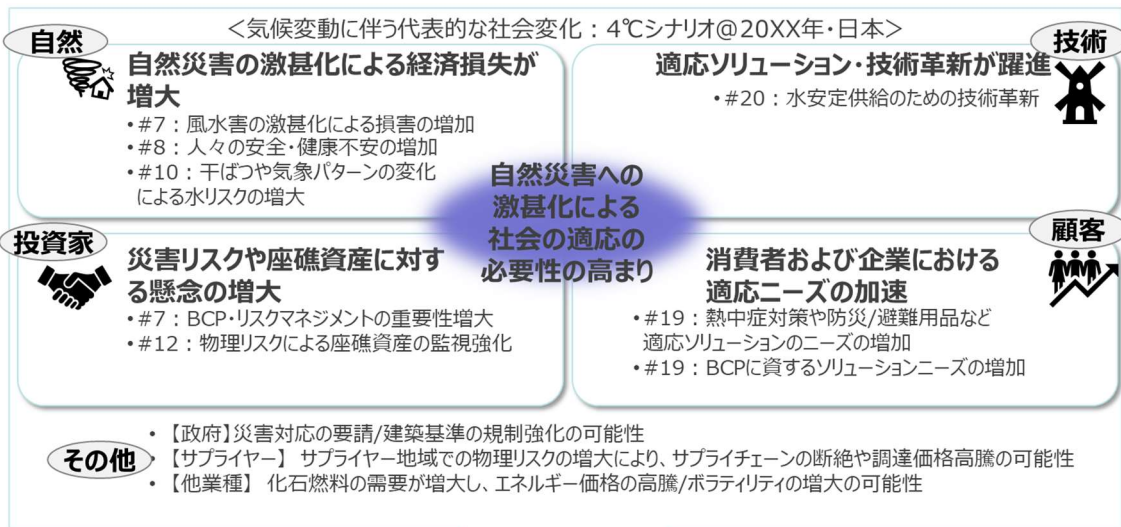 ＜気候変動に伴う代表的な社会変化：4℃シナリオ@20XX年・日本＞
自然
自然災害の激甚化による経済損失が
増大
•#7：風水害の激甚化による損害の増加
•#8：人々の安全・健康不安の増加
•#10：干ばつや気象パターンの変化
による水リスクの増大
技術
適応ソリューション・技術革新が躍進
•#20：水安定供給のための技術革新
自然災害への
激甚化による
社会の適応の
必要性の高まり
投資家
災害リスクや座礁資産に対す
る懸念の増大
•#7：BCP・リスクマネジメントの重要性増大
•#12：物理リスクによる座礁資産の監視強化
顧客
消費者および企業における
適応ニーズの加速
•#19：熱中症対策や防災/避難用品など
適応ソリューションのニーズの増加
•#19：BCPに資するソリューションニーズの増加
その他
• 【政府】災害対応の要請/建築基準の規制強化の可能性
• 【サプライヤー】 サプライヤー地域での物理リスクの増大により、サプライチェーンの断絶や調達価格高騰の可能性
• 【他業種】 化石燃料の需要が増大し、エネルギー価格の高騰/ボラティリティの増大の可能性